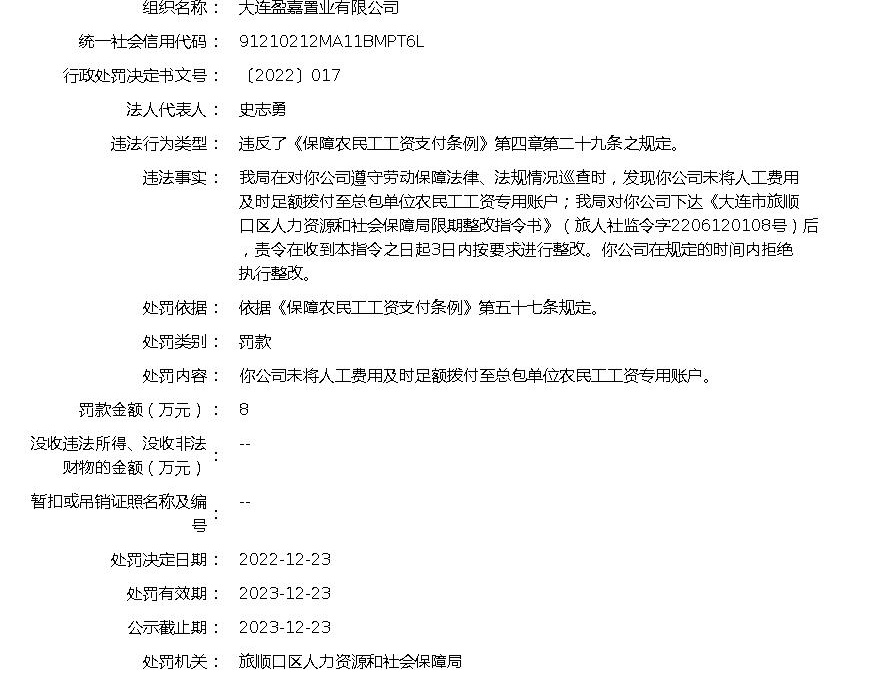 组织名称： 大连盈嘉置业有限公司
统一社会信用代码： 91210212MA11BMPT6L
行政处罚决定书文号： 〔2022〕017
法人代表人： 史志勇
违法行为类型： 违反了《保障农民工工资支付条例》第四章第二十九条之规定。
违法事实： 我局在对你公司遵守劳动保障法律、法规情况巡查时，发现你公司未将人工费用
及时足额拨付至总包单位农民工工资专用账户；我局对你公司下达《大连市旅顺
口区人力资源和社会保障局限期整改指令书》（旅人社监令字2206120108号）后
，责令在收到本指令之日起3日内按要求进行整改。你公司在规定的时间内拒绝
执行整改。
处罚依据： 依据《保障农民工工资支付条例》第五十七条规定。
处罚类别： 罚款
处罚内容： 你公司未将人工费用及时足额拨付至总包单位农民工工资专用账户。
罚款金额（万元）： 8
没收违法所得、没收非法
财物的金额（万元）： --
暂扣或吊销证照名称及编
号： --
处罚决定日期： 2022-12-23
处罚有效期： 2023-12-23
公示截止期： 2023-12-23
处罚机关： 旅顺口区人力资源和社会保障局